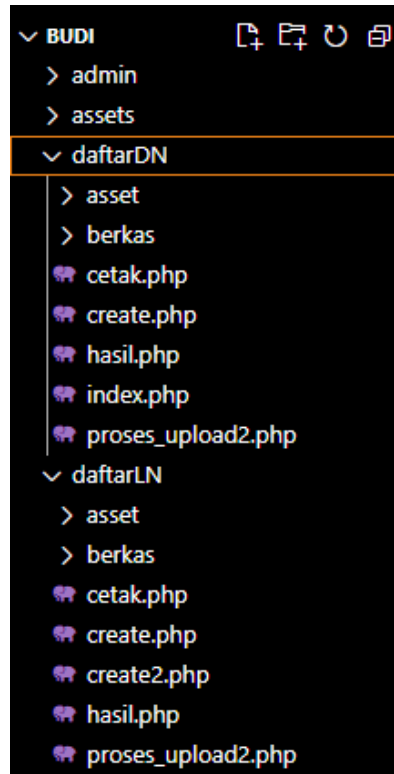 BUDI
admin
assets
daftarDN
asset
berkas
cetak.php
create.php
hasil.php
index.php
proses_upload2.php
daftarLN
asset
berkas
cetak.php
create.php
create2.php
hasil.php
proses_upload2.php